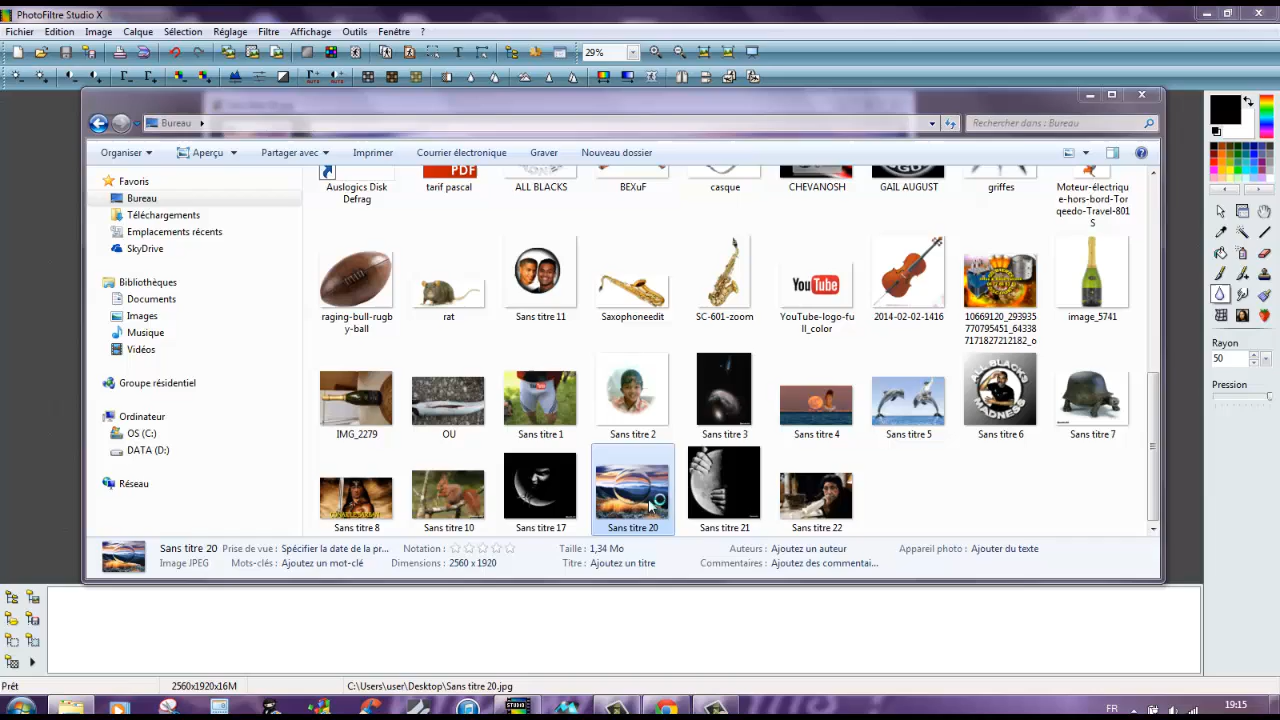 PhotoFiltre Studio X
Fichier Edition Image Calque Sélection Réglage Filtre Affichage Outils Fenêtre ?
29%
Bureau
Rechercher dans : Bureau
Organiser Aperçu Partager avec Imprimer Courrier électronique Graver Nouveau dossier
Favoris
Bureau
Téléchargements
Emplacements récents
SkyDrive
Bibliothèques
Documents
Images
Musique
Vidéos
Groupe résidentiel
Ordinateur
OS (C:)
DATA (D:)
Réseau
PDF
Auslogics Disk Defrag
tarif pascal
ALL BLACKS
BEXuF
casque
CHEVANOSH
GAIL AUGUST
griffes
Moteur-électrique-hors-bord-Torqeedo-Travel-801S
YouTube
raging-bull-rugby-ball
rat
Sans titre 11
Saxophoneedit
SC-601-zoom
YouTube-logo-full_color
2014-02-02-1416
10669120_293935770795451_6433871718272​12182_o
image_5741
ALL BLACKS
MADNESS
IMG_2279
OU
Sans titre 1
Sans titre 2
Sans titre 3
Sans titre 4
Sans titre 5
Sans titre 6
Sans titre 7
Sans titre 8
Sans titre 10
Sans titre 17
Sans titre 20
Sans titre 21
Sans titre 22
Sans titre 20 Prise de vue : Spécifier la date de la pr... Notation : Taille : 1,34 Mo Auteurs : Ajoutez un auteur Appareil photo : Ajouter du texte
Image JPEG Mots-clés : Ajoutez un mot-clé Dimensions : 2560 x 1920 Titre : Ajoutez un titre Commentaires : Ajoutez des commentai...
Rayon
50
Pression
Prêt 2560x1920x16M C:\Users\user\Desktop\Sans titre 20.jpg
STUDIO
FR
19:15